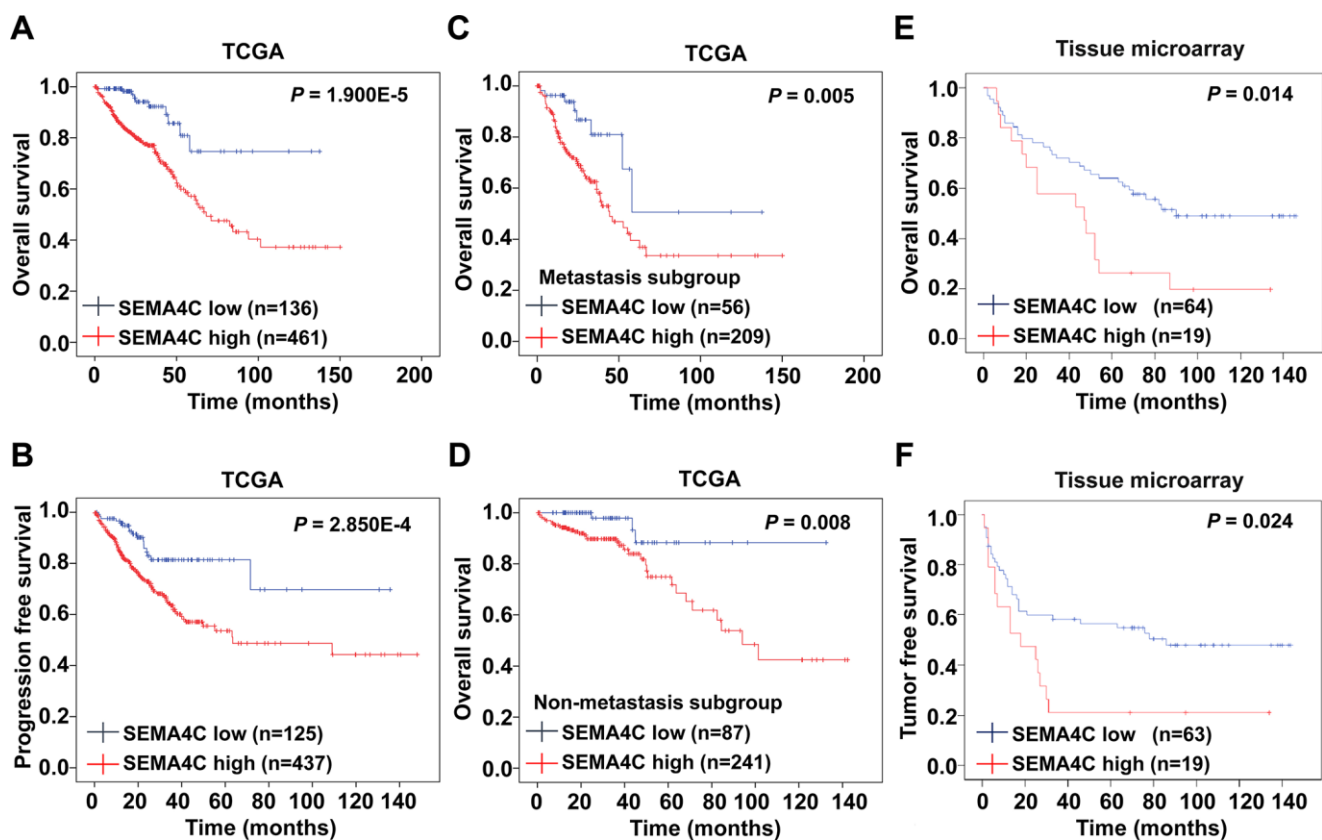 A
TCGA
P = 1.900E-5
Overall survival
1.0
0.8
0.6
0.4
0.2
0.0
SEMA4C low (n=136)
SEMA4C high (n=461)
0 50 100 150 200
Time (months)
B
TCGA
P = 2.850E-4
Progression free survival
1.0
0.8
0.6
0.4
0.2
0.0
SEMA4C low (n=125)
SEMA4C high (n=437)
0 20 40 60 80 100 120 140
Time (months)
C
TCGA
P = 0.005
Overall survival
1.0
0.8
0.6
0.4
0.2
0.0
Metastasis subgroup
SEMA4C low (n=56)
SEMA4C high (n=209)
0 50 100 150 200
Time (months)
D
TCGA
P = 0.008
Overall survival
1.0
0.8
0.6
0.4
0.2
0.0
Non-metastasis subgroup
SEMA4C low (n=87)
SEMA4C high (n=241)
0 20 40 60 80 100 120 140
Time (months)
E
Tissue microarray
P = 0.014
Overall survival
1.0
0.8
0.6
0.4
0.2
0.0
SEMA4C low (n=64)
SEMA4C high (n=19)
0 20 40 60 80 100 120 140
Time (months)
F
Tissue microarray
P = 0.024
Tumor free survival
1.0
0.8
0.6
0.4
0.2
0.0
SEMA4C low (n=63)
SEMA4C high (n=19)
0 20 40 60 80 100 120 140
Time (months)